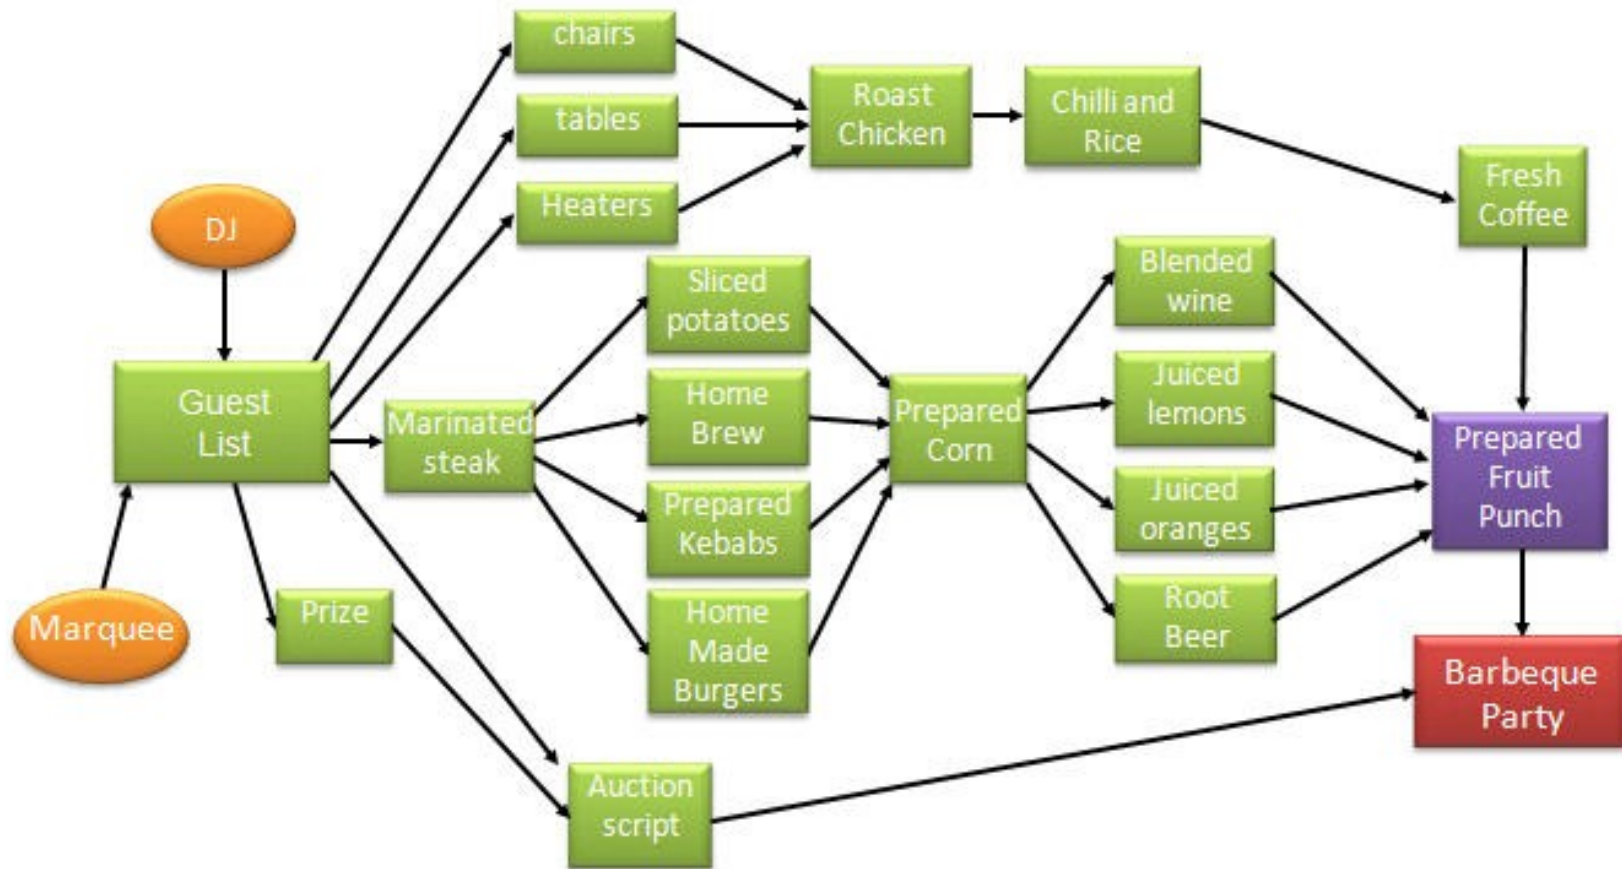 chairs
tables
Heaters
Roast
Chicken
Chilli and
Rice
Fresh
Coffee
DJ
Guest
List
Marquee
Prize
Marinated
steak
Sliced
potatoes
Home
Brew
Prepared
Kebabs
Home
Made
Burgers
Prepared
Corn
Blended
wine
Juiced
lemons
Juiced
oranges
Root
Beer
Prepared
Fruit
Punch
Barbeque
Party
Auction
script